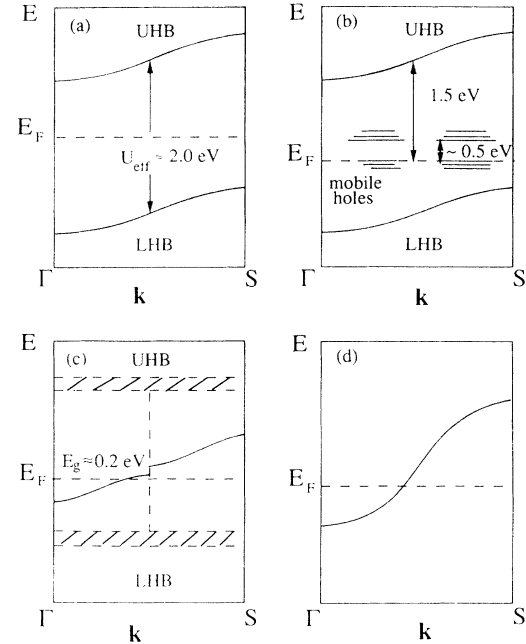 E (a) UHB
E_F
U_eff ≈ 2.0 eV
LHB
Γ S
k
E (b) UHB
1.5 eV
E_F ~ 0.5 eV
mobile
holes
LHB
Γ S
k
E (c) UHB
E_g≈0.2 eV
E_F
LHB
Γ S
k
E (d)
E_F
Γ S
k